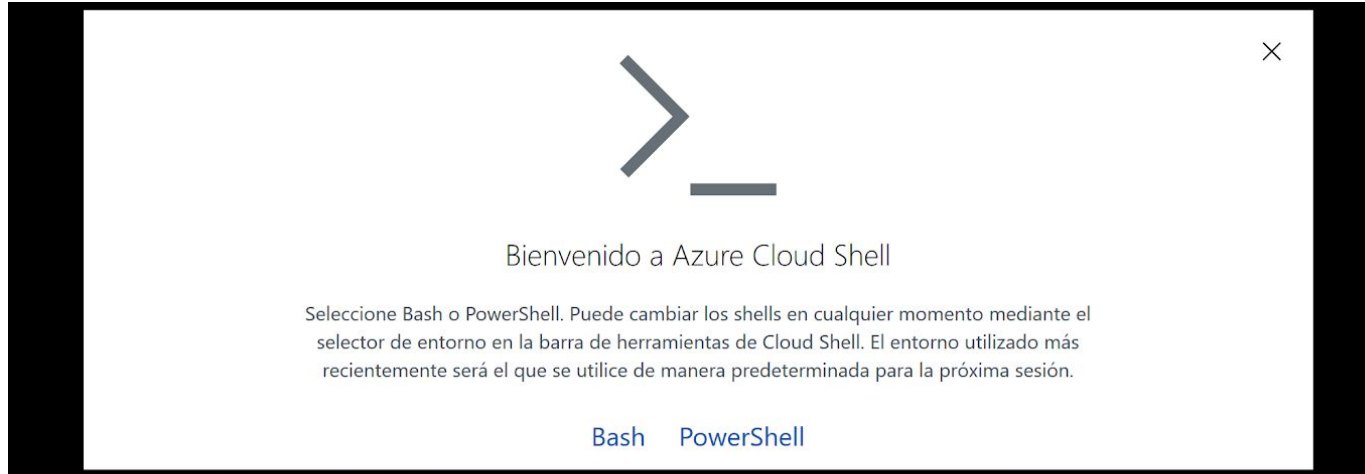 Bienvenido a Azure Cloud Shell
Seleccione Bash o PowerShell. Puede cambiar los shells en cualquier momento mediante el
selector de entorno en la barra de herramientas de Cloud Shell. El entorno utilizado más
recientemente será el que se utilice de manera predeterminada para la próxima sesión.
Bash PowerShell